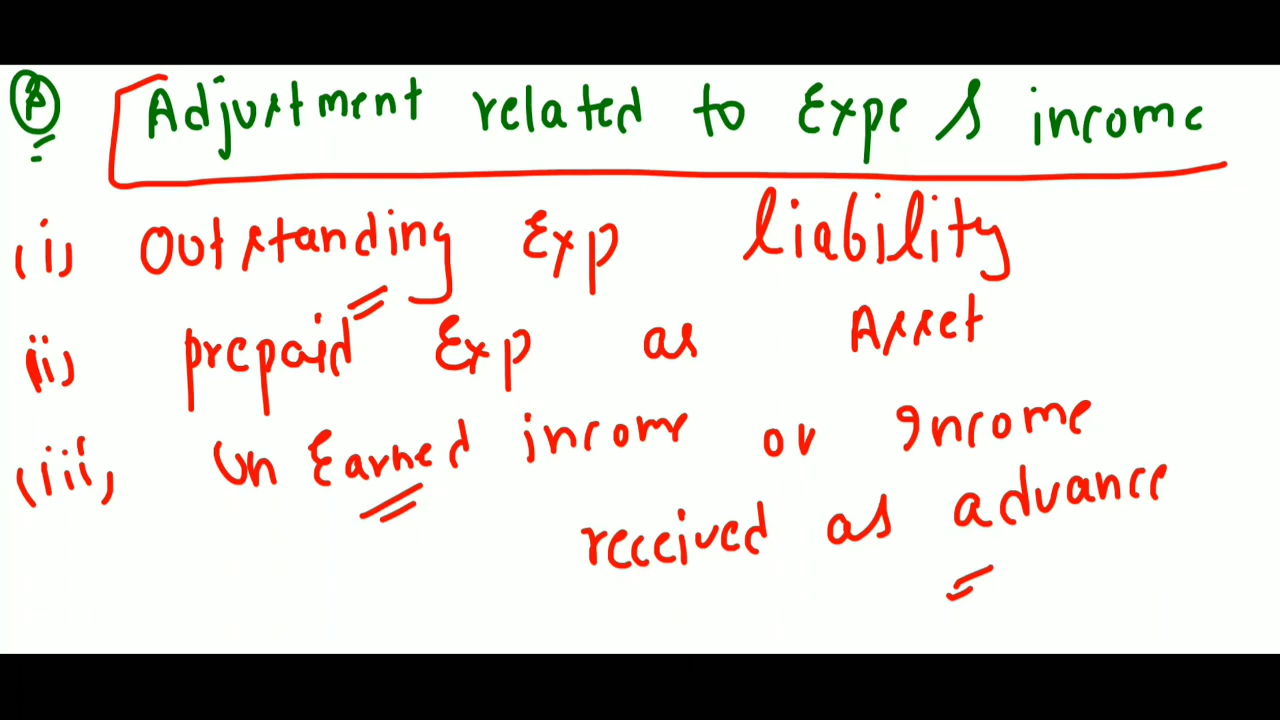 Adjustment related to Expe & income
(i) Outstanding Exp liability
(ii) prepaid Exp as Asset
(iii) un Earned income or Income
received as advance